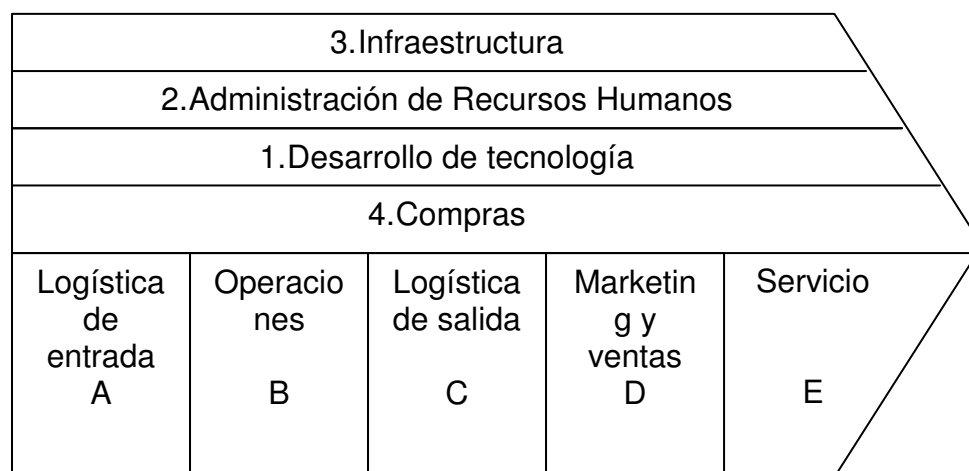 3.Infraestructura
2.Administración de Recursos Humanos
1.Desarrollo de tecnología
4.Compras
Logística
de
entrada
A
Operacio
nes
B
Logística
de salida
C
Marketin
g y
ventas
D
Servicio
E